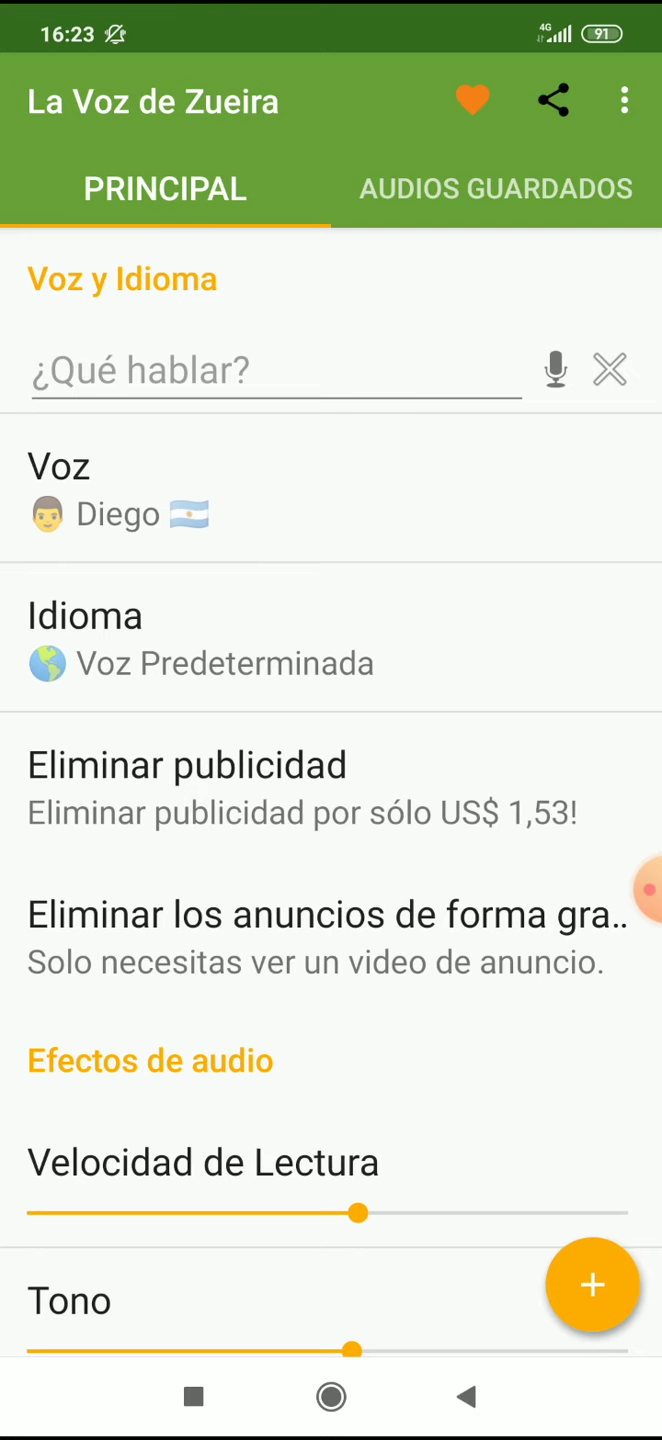 16:23 4G 91
La Voz de Zueira
PRINCIPAL AUDIOS GUARDADOS
Voz y Idioma
¿Qué hablar?
Voz
Diego
Idioma
Voz Predeterminada
Eliminar publicidad
Eliminar publicidad por sólo US$ 1,53!
Eliminar los anuncios de forma gra..
Solo necesitas ver un video de anuncio.
Efectos de audio
Velocidad de Lectura
Tono